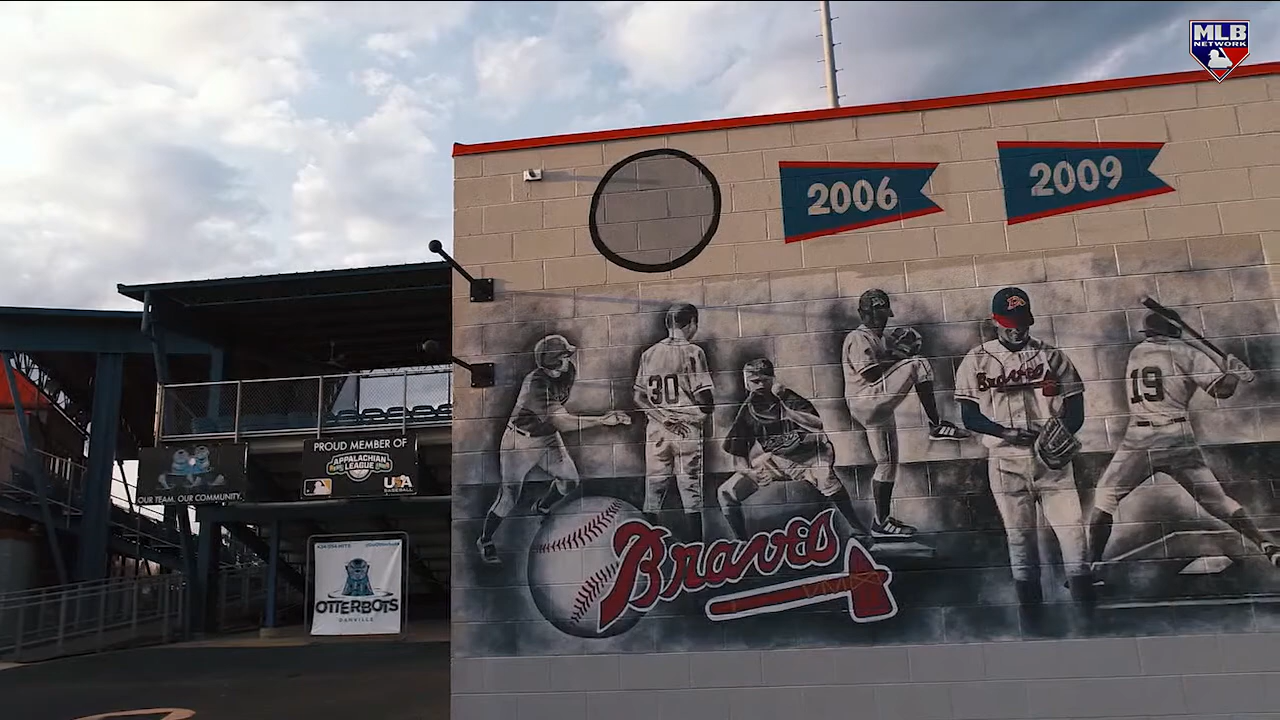 MLB
NETWORK
2006
2009
30
Braves
19
PROUD MEMBER OF
APPALACHIAN
LEAGUE
USA
BASEBALL
OUR TEAM. OUR COMMUNITY.
OTTERBOTS
DANVILLE
Braves